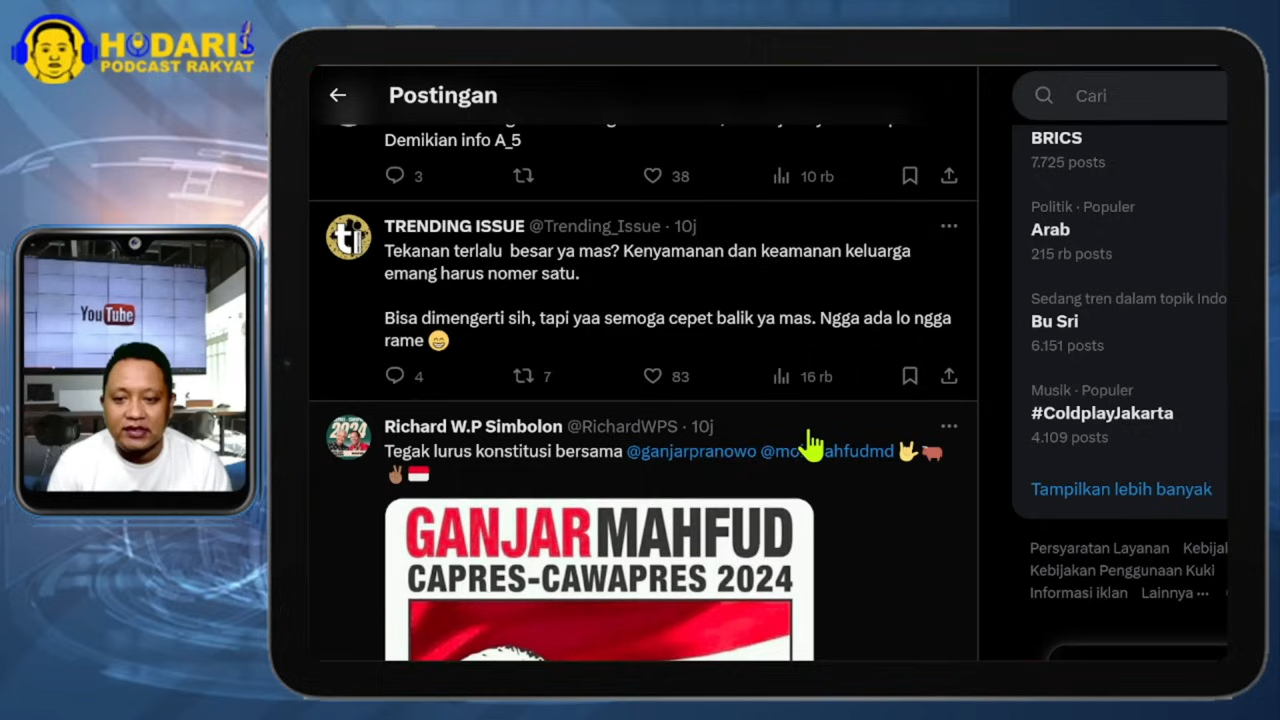 HODARI
PODCAST RAKYAT
YouTube
Postingan
Demikian info A_5
3 38 10 rb
TRENDING ISSUE @Trending_Issue · 10j
Tekanan terlalu besar ya mas? Kenyamanan dan keamanan keluarga
emang harus nomer satu.
Bisa dimengerti sih, tapi yaa semoga cepet balik ya mas. Ngga ada lo ngga
rame 😄
4 7 83 16 rb
ti
Richard W.P Simbolon @RichardWPS · 10j
2024
Tegak lurus konstitusi bersama @ganjarpranowo
GANJAR MAHFUD
CAPRES-CAWAPRES 2024
Cari
BRICS
7.725 posts
Politik · Populer
Arab
215 rb posts
Sedang tren dalam topik Indo
Bu Sri
6.151 posts
Musik · Populer
#ColdplayJakarta
4.109 posts
Tampilkan lebih banyak
Persyaratan Layanan
Kebijakan Penggunaan Kuki
Informasi iklan Lainnya ···